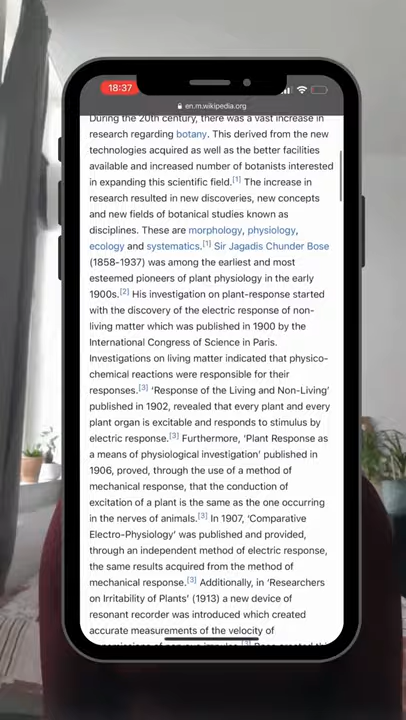 18:37
en.m.wikipedia.org
During the 20th century, there was a vast increase in
research regarding botany. This derived from the new
technologies acquired as well as the better facilities
available and increased number of botanists interested
in expanding this scientific field.[1] The increase in
research resulted in new discoveries, new concepts
and new fields of botanical studies known as
disciplines. These are morphology, physiology,
ecology and systematics.[1] Sir Jagadis Chunder Bose
(1858-1937) was among the earliest and most
esteemed pioneers of plant physiology in the early
1900s.[2] His investigation on plant-response started
with the discovery of the electric response of non-
living matter which was published in 1900 by the
International Congress of Science in Paris.
Investigations on living matter indicated that physico-
chemical reactions were responsible for their
responses.[3] 'Response of the Living and Non-Living'
published in 1902, revealed that every plant and every
plant organ is excitable and responds to stimulus by
electric response.[3] Furthermore, 'Plant Response as
a means of physiological investigation' published in
1906, proved, through the use of a method of
mechanical response, that the conduction of
excitation of a plant is the same as the one occurring
in the nerves of animals.[3] In 1907, 'Comparative
Electro-Physiology' was published and provided,
through an independent method of electric response,
the same results acquired from the method of
mechanical response.[3] Additionally, in 'Researchers
on Irritability of Plants' (1913) a new device of
resonant recorder was introduced which created
accurate measurements of the velocity of